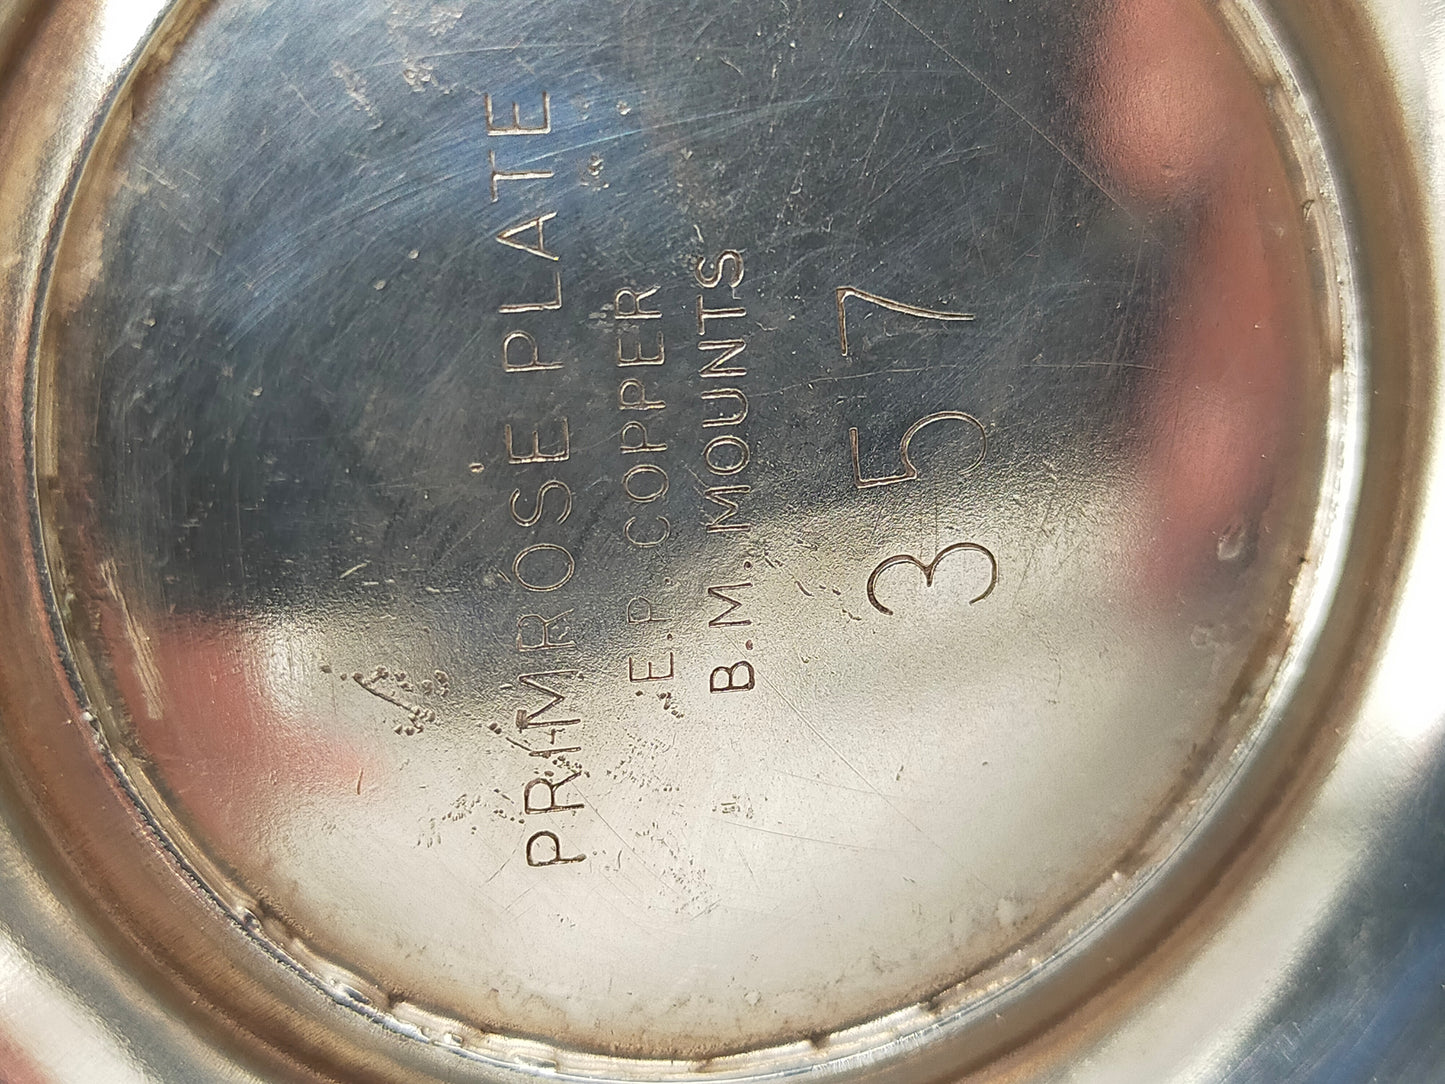 PRIMROSE PLATE
E.P. COPPER
B.M. MOUNTS
357